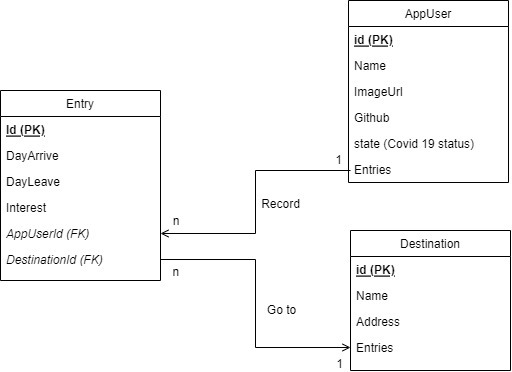 AppUser
id (PK)
Name
ImageUrl
Github
state (Covid 19 status)
Entries
Entry
Id (PK)
DayArrive
DayLeave
Interest
AppUserId (FK)
DestinationId (FK)
1
n
Record
n
Go to
1
Destination
id (PK)
Name
Address
Entries